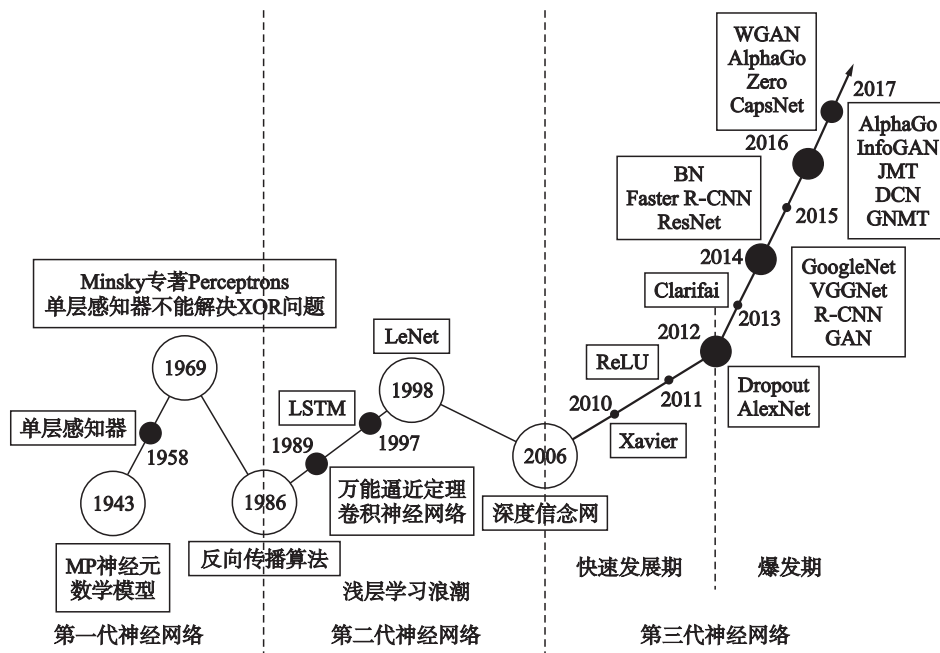 WGAN
AlphaGo
Zero
CapsNet
2017
2016
AlphaGo
InfoGAN
JMT
DCN
GNMT
BN
Faster R-CNN
ResNet
2015
2014
GoogleNet
VGGNet
R-CNN
GAN
Minsky专著Perceptrons
单层感知器不能解决XOR问题
Clarifai
2013
2012
LeNet
1969
ReLU
1998
2011
Dropout
AlexNet
LSTM
2010
单层感知器
1958
1989
1997
Xavier
2006
1943
1986
万能逼近定理
卷积神经网络
深度信念网
MP神经元
数学模型
反向传播算法
浅层学习浪潮
快速发展期
爆发期
第一代神经网络
第二代神经网络
第三代神经网络